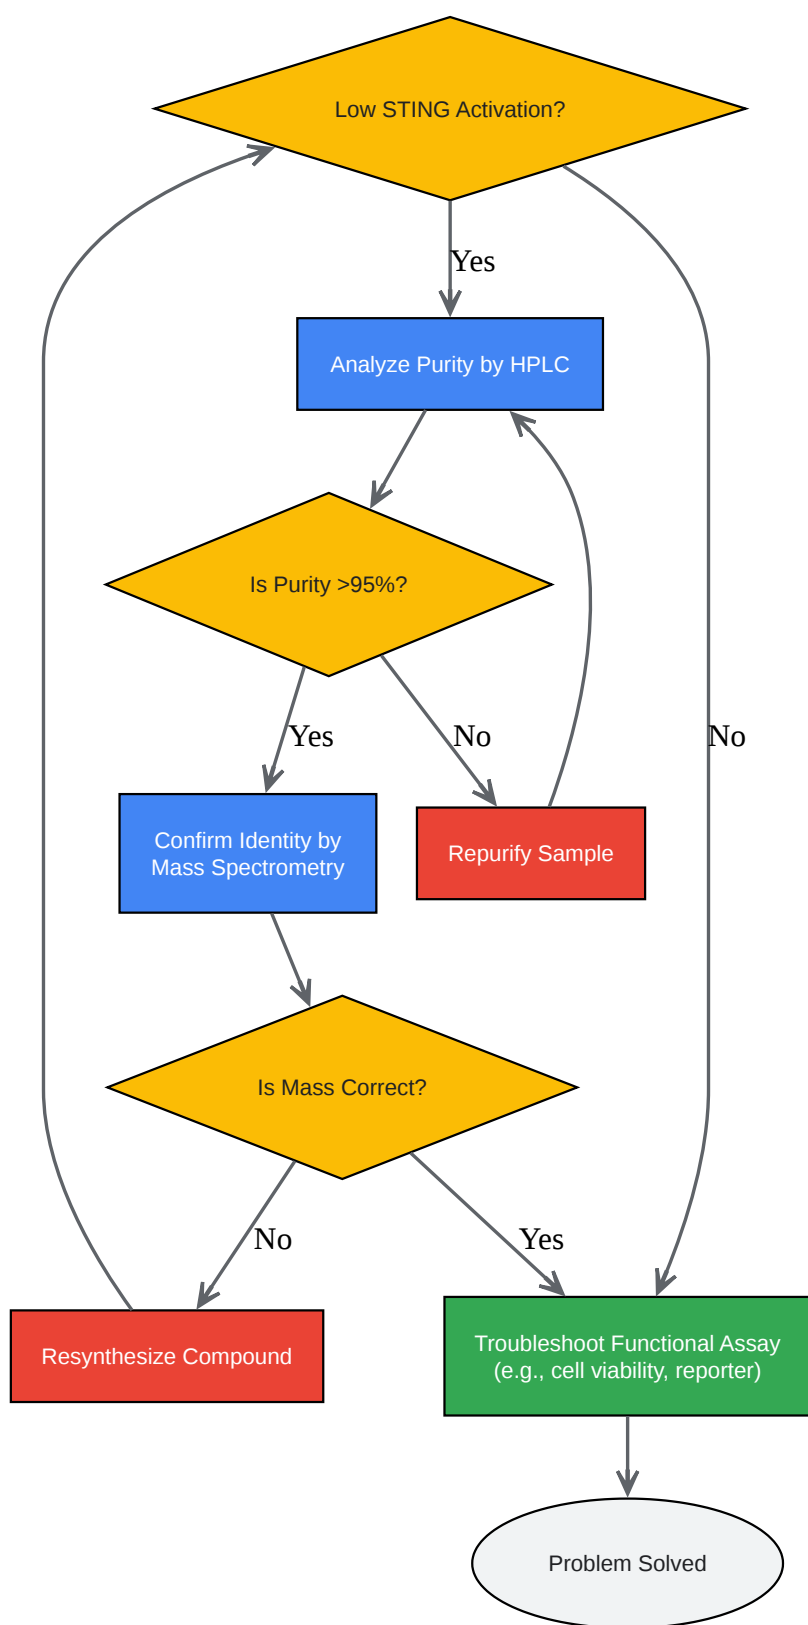 Low STING Activation?
Yes
Analyze Purity by HPLC
Is Purity >95%?
Yes
No
No
Confirm Identity by
Mass Spectrometry
Repurify Sample
Is Mass Correct?
No
Yes
Resynthesize Compound
Troubleshoot Functional Assay
(e.g., cell viability, reporter)
Problem Solved